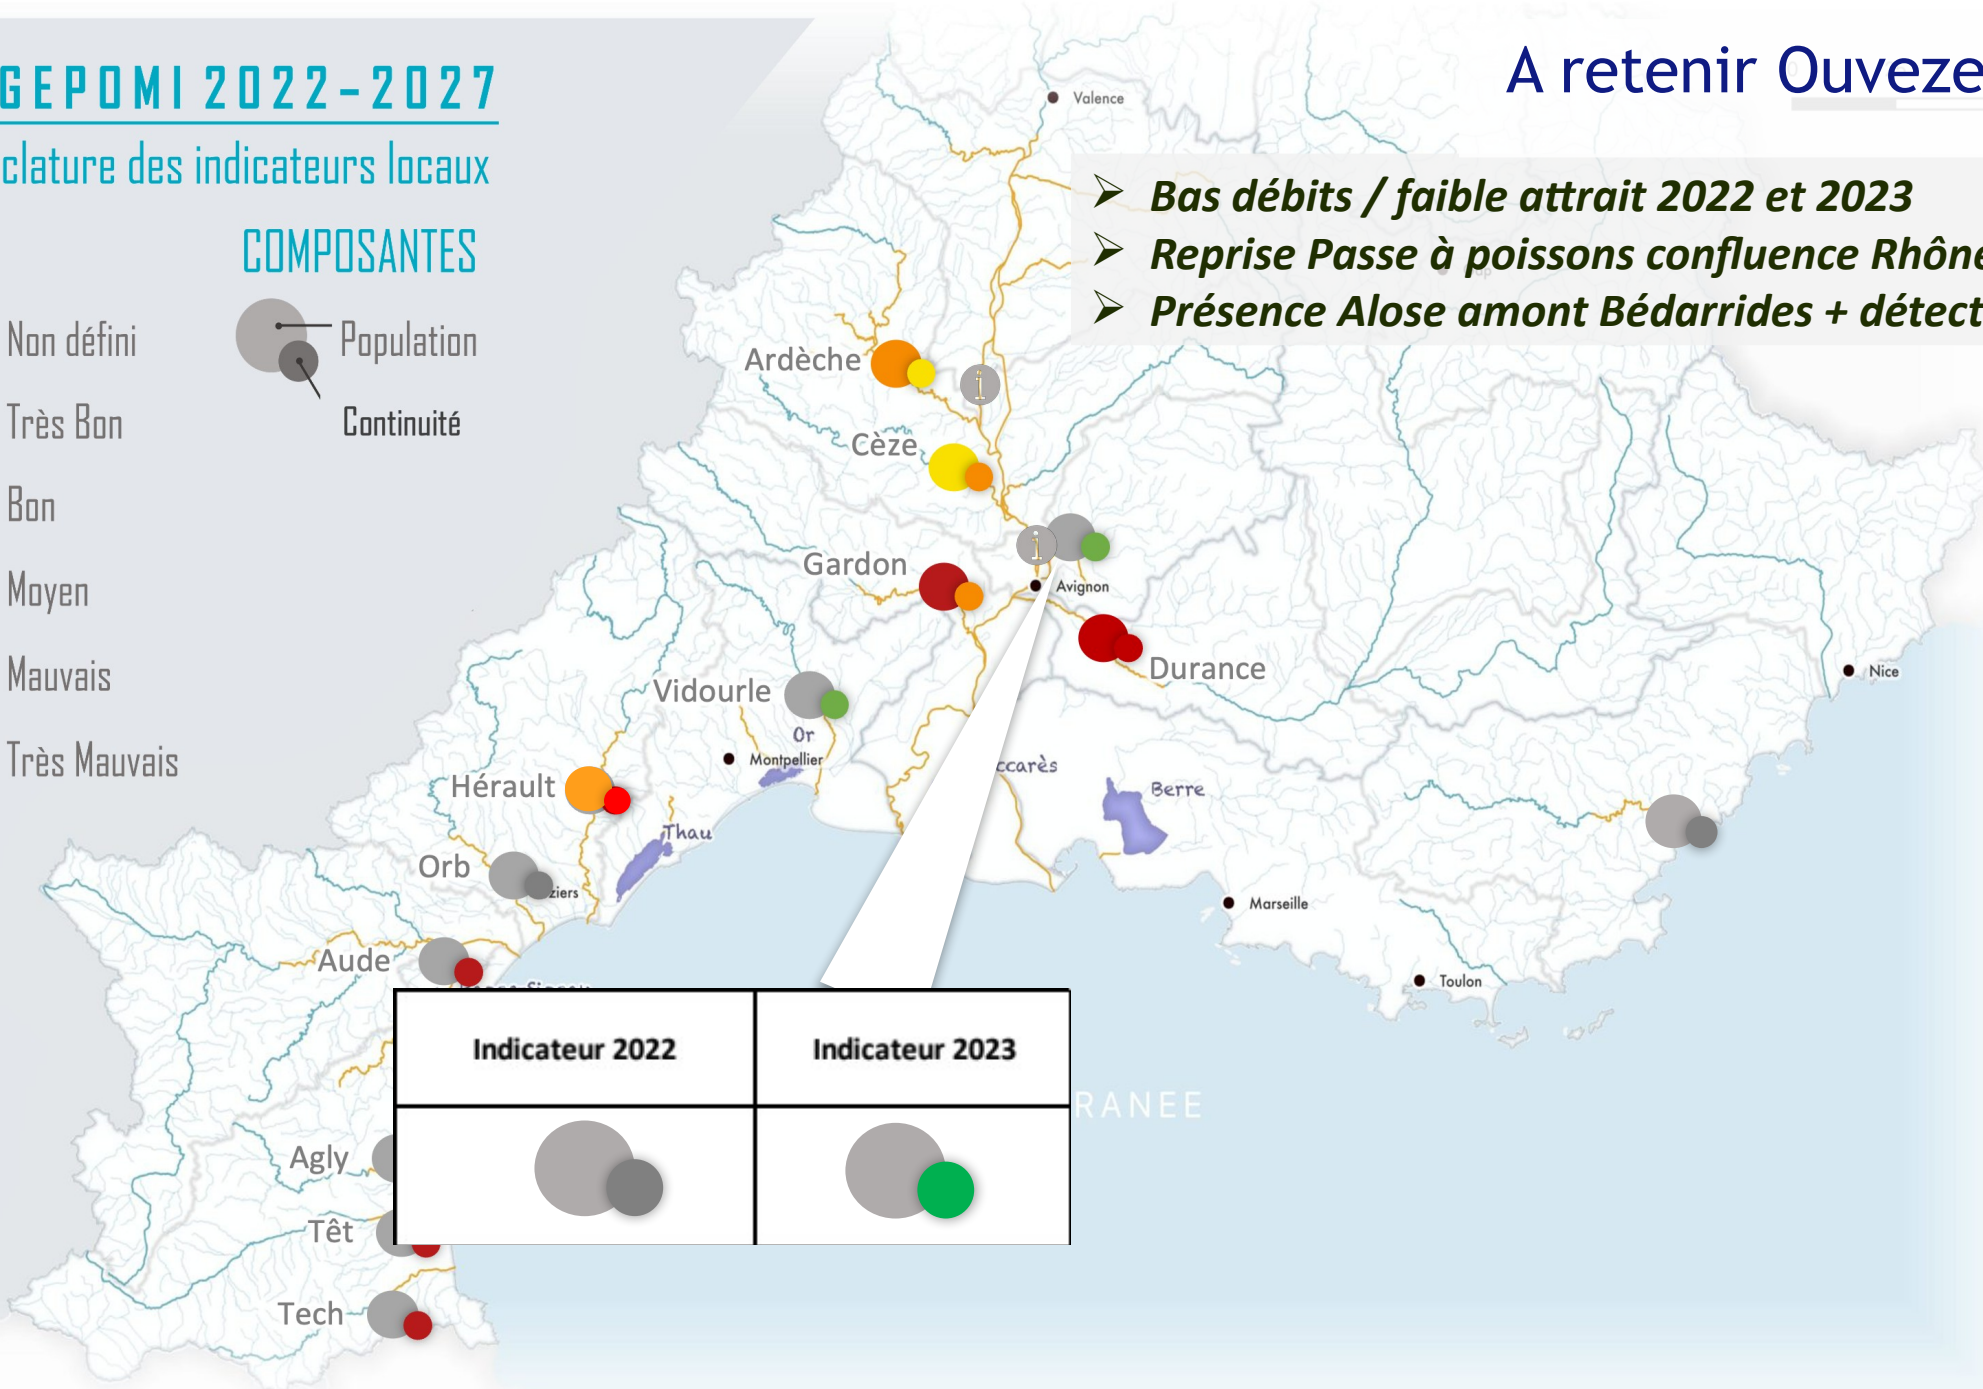 GEPOMI 2022-2027
clature des indicateurs locaux
COMPOSANTES
Non défini
Population
Très Bon
Continuité
Bon
Moyen
Mauvais
Très Mauvais
A retenir Ouveze
➢ Bas débits / faible attrait 2022 et 2023
➢ Reprise Passe à poissons confluence Rhône
➢ Présence Alose amont Bédarrides + détect
Valence
Ardèche
i
Cèze
i
Gardon
Avignon
Durance
Nice
Vidourle
Or
Montpellier
ccarès
Berre
Hérault
Thau
Orb
ziers
Marseille
Aude
Toulon
Indicateur 2022
Indicateur 2023
RANEE
Agly
Têt
Tech